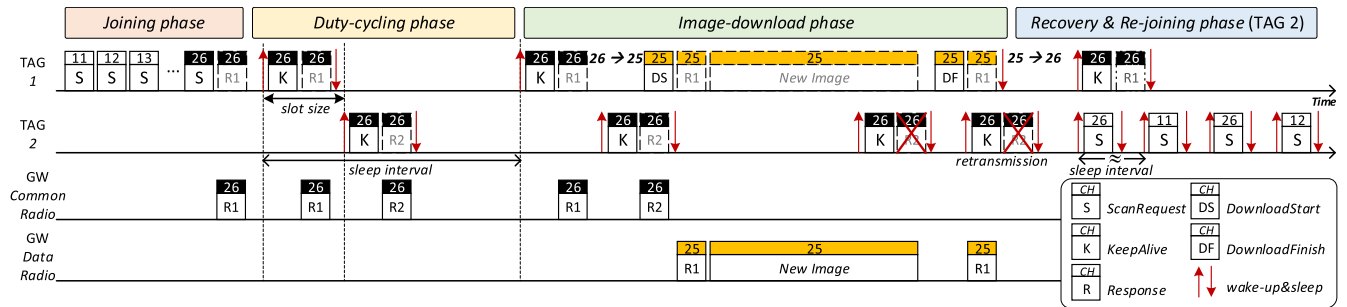 Joining phase
Duty-cycling phase
Image-download phase
Recovery & Re-joining phase (TAG 2)
TAG 1
11 S
12 S
13 S
...
26 S
26 R1
26 K
26 R1
slot size
26 K
26 R1
26 → 25
25 DS
25 R1
25 New Image
25 DF
25 R1
25 → 26
26 K
26 R1
Time
TAG 2
26 K
26 R2
sleep interval
26 K
26 R2
26 K
26 R2
26 K
26 R2
retransmission
26 S
11 S
26 S
12 S
≈
sleep interval
GW Common Radio
26 R1
26 R1
26 R2
26 R1
26 R2
GW Data Radio
25 R1
25 New Image
25 R1
CH S ScanRequest
CH DS DownloadStart
CH K KeepAlive
CH DF DownloadFinish
CH R Response
wake-up&sleep